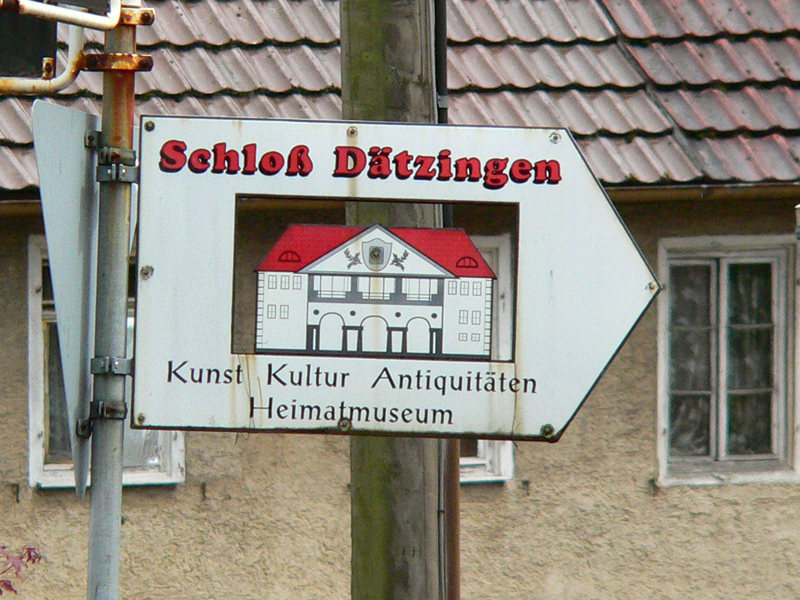 Schloß Dätzingen
Kunst Kultur Antiquitäten
Heimatmuseum